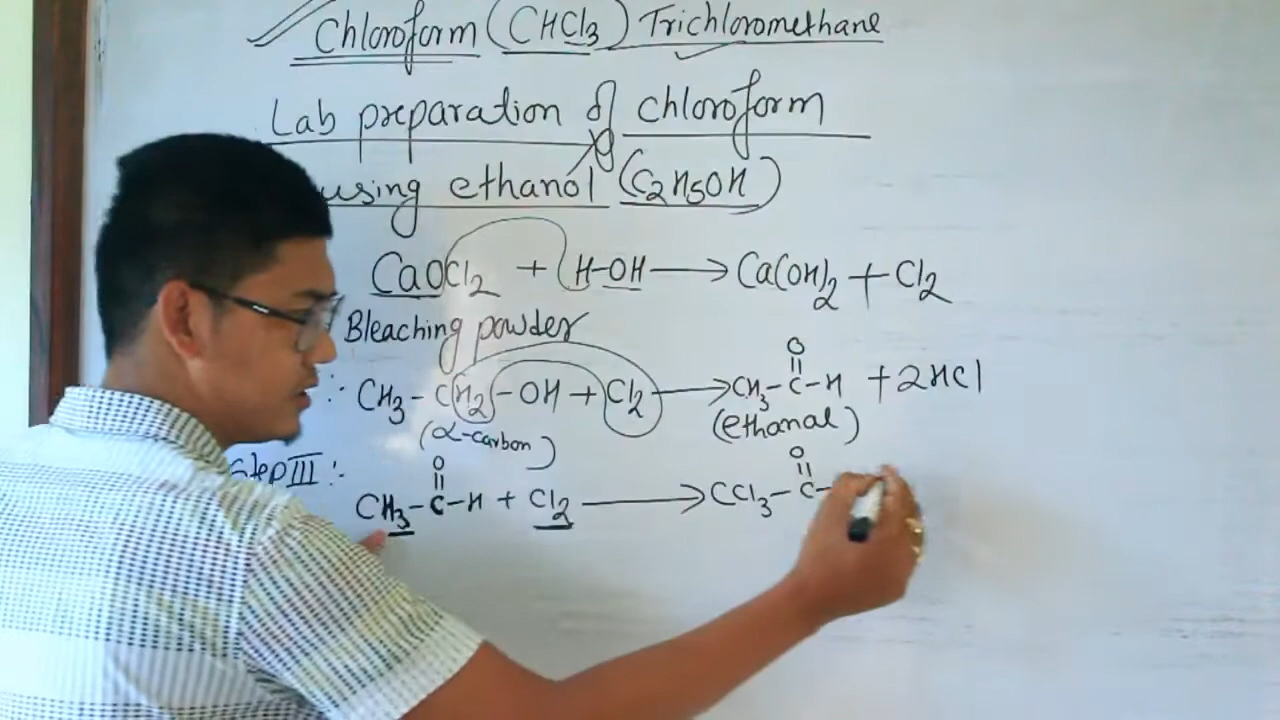 Chloroform (CHCl3) Trichloromethane
Lab preparation of chloroform
using ethanol (C2H5OH)
CaOCl2 + H-OH → Ca(OH)2 + Cl2
Bleaching powder
:- CH3 - CH2 - OH + Cl2 → CH3 - C - H + 2HCl
O
(α-carbon)
(ethanal)
Step III :-
O
O
CH3 - C - H + Cl2 → CCl3 - C -